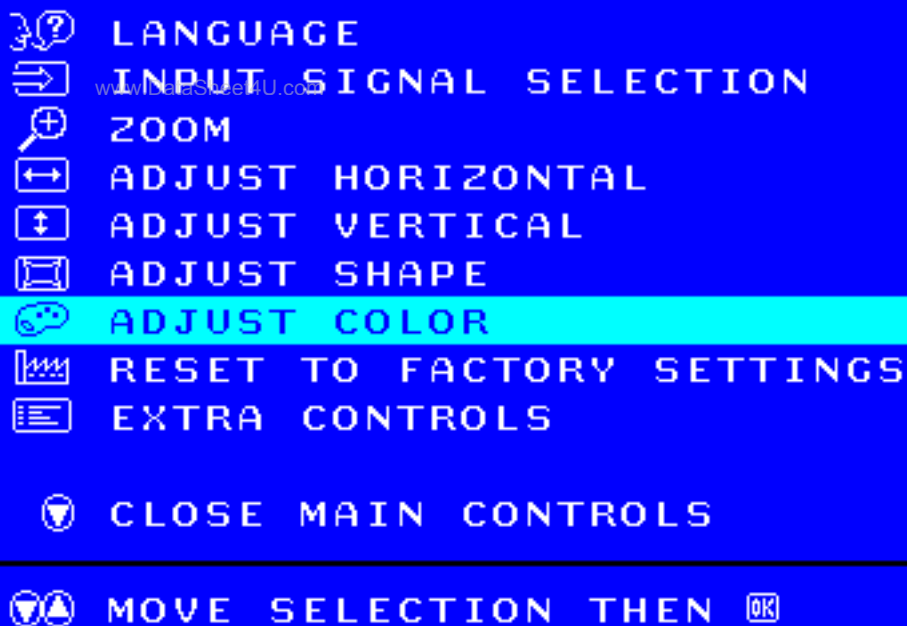 LANGUAGE
INPUT SIGNAL SELECTION
www.DataSheet4U.com
ZOOM
ADJUST HORIZONTAL
ADJUST VERTICAL
ADJUST SHAPE
ADJUST COLOR
RESET TO FACTORY SETTINGS
EXTRA CONTROLS
CLOSE MAIN CONTROLS
MOVE SELECTION THEN OK